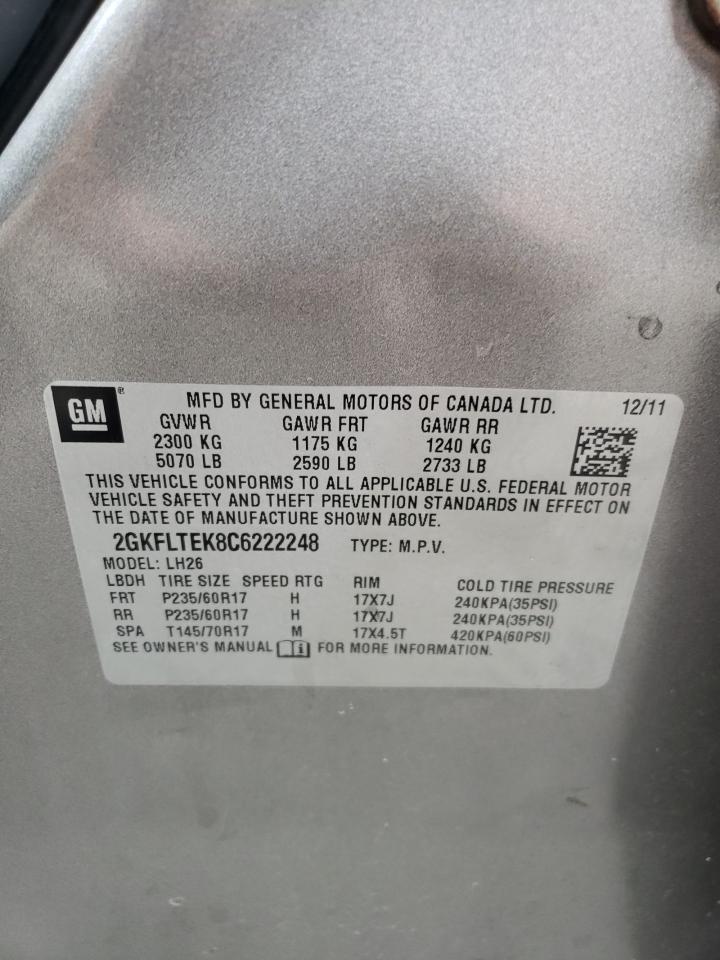 GM®
MFD BY GENERAL MOTORS OF CANADA LTD. 12/11
GVWR GAWR FRT GAWR RR
2300 KG 1175 KG 1240 KG
5070 LB 2590 LB 2733 LB
THIS VEHICLE CONFORMS TO ALL APPLICABLE U.S. FEDERAL MOTOR
VEHICLE SAFETY AND THEFT PREVENTION STANDARDS IN EFFECT ON
THE DATE OF MANUFACTURE SHOWN ABOVE.
2GKFLTEK8C6222248 TYPE: M.P.V.
MODEL: LH26
LBDH TIRE SIZE SPEED RTG RIM COLD TIRE PRESSURE
FRT P235/60R17 H 17X7J 240KPA(35PSI)
RR P235/60R17 H 17X7J 240KPA(35PSI)
SPA T145/70R17 M 17X4.5T 420KPA(60PSI)
SEE OWNER'S MANUAL i FOR MORE INFORMATION.